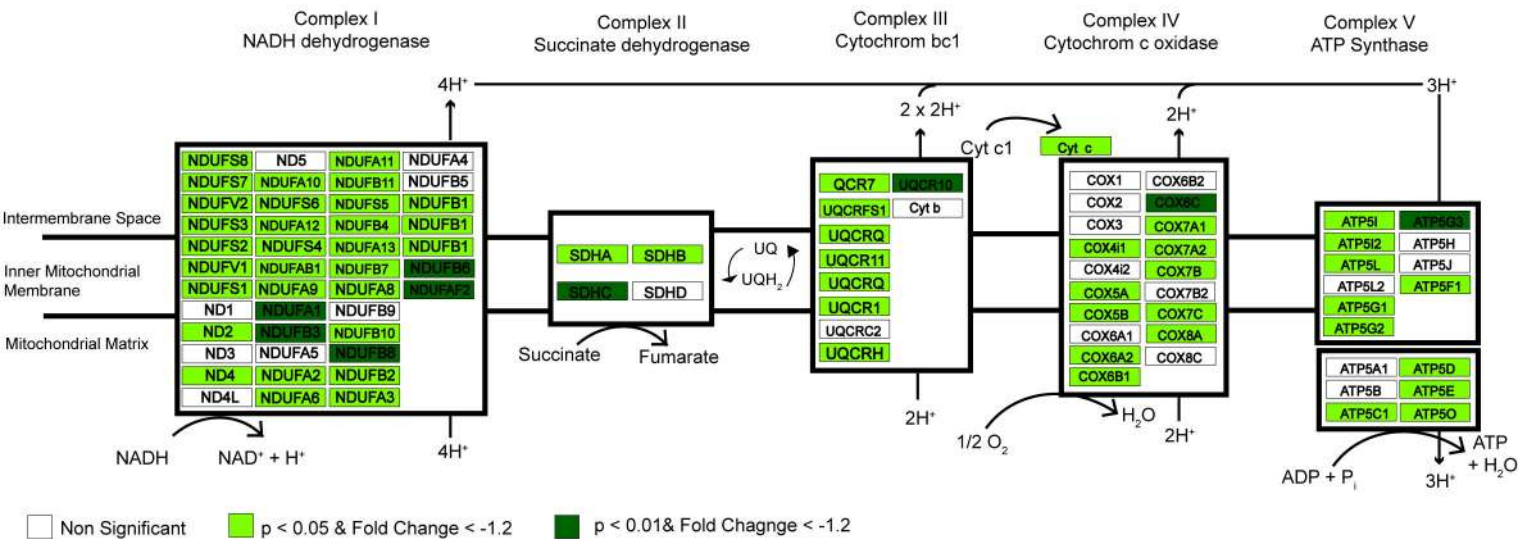 Complex I
NADH dehydrogenase
Complex II
Succinate dehydrogenase
Complex III
Cytochrom bc1
Complex IV
Cytochrom c oxidase
Complex V
ATP Synthase
4H⁺
2 x 2H⁺
2H⁺
3H⁺
Cyt c1
Cyt c
Intermembrane Space
Inner Mitochondrial
Membrane
Mitochondrial Matrix
NDUFS8 ND5 NDUFA11 NDUFA4
NDUFS7 NDUFA10 NDUFB11 NDUFB5
NDUFV2 NDUFS6 NDUFS5 NDUFB1
NDUFS3 NDUFA12 NDUFB4 NDUFB1
NDUFS2 NDUFS4 NDUFA13 NDUFB1
NDUFV1 NDUFAB1 NDUFB7 NDUFB6
NDUFS1 NDUFA9 NDUFA8 NDUFAF2
ND1 NDUFA1 NDUFB9
ND2 NDUFB3 NDUFB10
ND3 NDUFA5 NDUFB8
ND4 NDUFA2 NDUFB2
ND4L NDUFA6 NDUFA3
NADH
NAD⁺ + H⁺
4H⁺
SDHA SDHB
SDHC SDHD
Succinate
Fumarate
UQ
UQH₂
QCR7 UQCR10
UQCRFS1 Cyt b
UQCRQ
UQCR11
UQCRQ
UQCR1
UQCRC2
UQCRH
2H⁺
COX1 COX6B2
COX2 COX6C
COX3 COX7A1
COX4i1 COX7A2
COX4i2 COX7B
COX5A COX7B2
COX5B COX7C
COX6A1 COX8A
COX6A2 COX8C
COX6B1
1/2 O₂
H₂O
2H⁺
ATP5I ATP5G3
ATP5I2 ATP5H
ATP5L ATP5J
ATP5L2 ATP5F1
ATP5G1
ATP5G2
ATP5A1 ATP5D
ATP5B ATP5E
ATP5C1 ATP5O
ADP + Pᵢ
3H⁺
ATP
+ H₂O
Non Significant
p < 0.05 & Fold Change < -1.2
p < 0.01& Fold Chagnge < -1.2